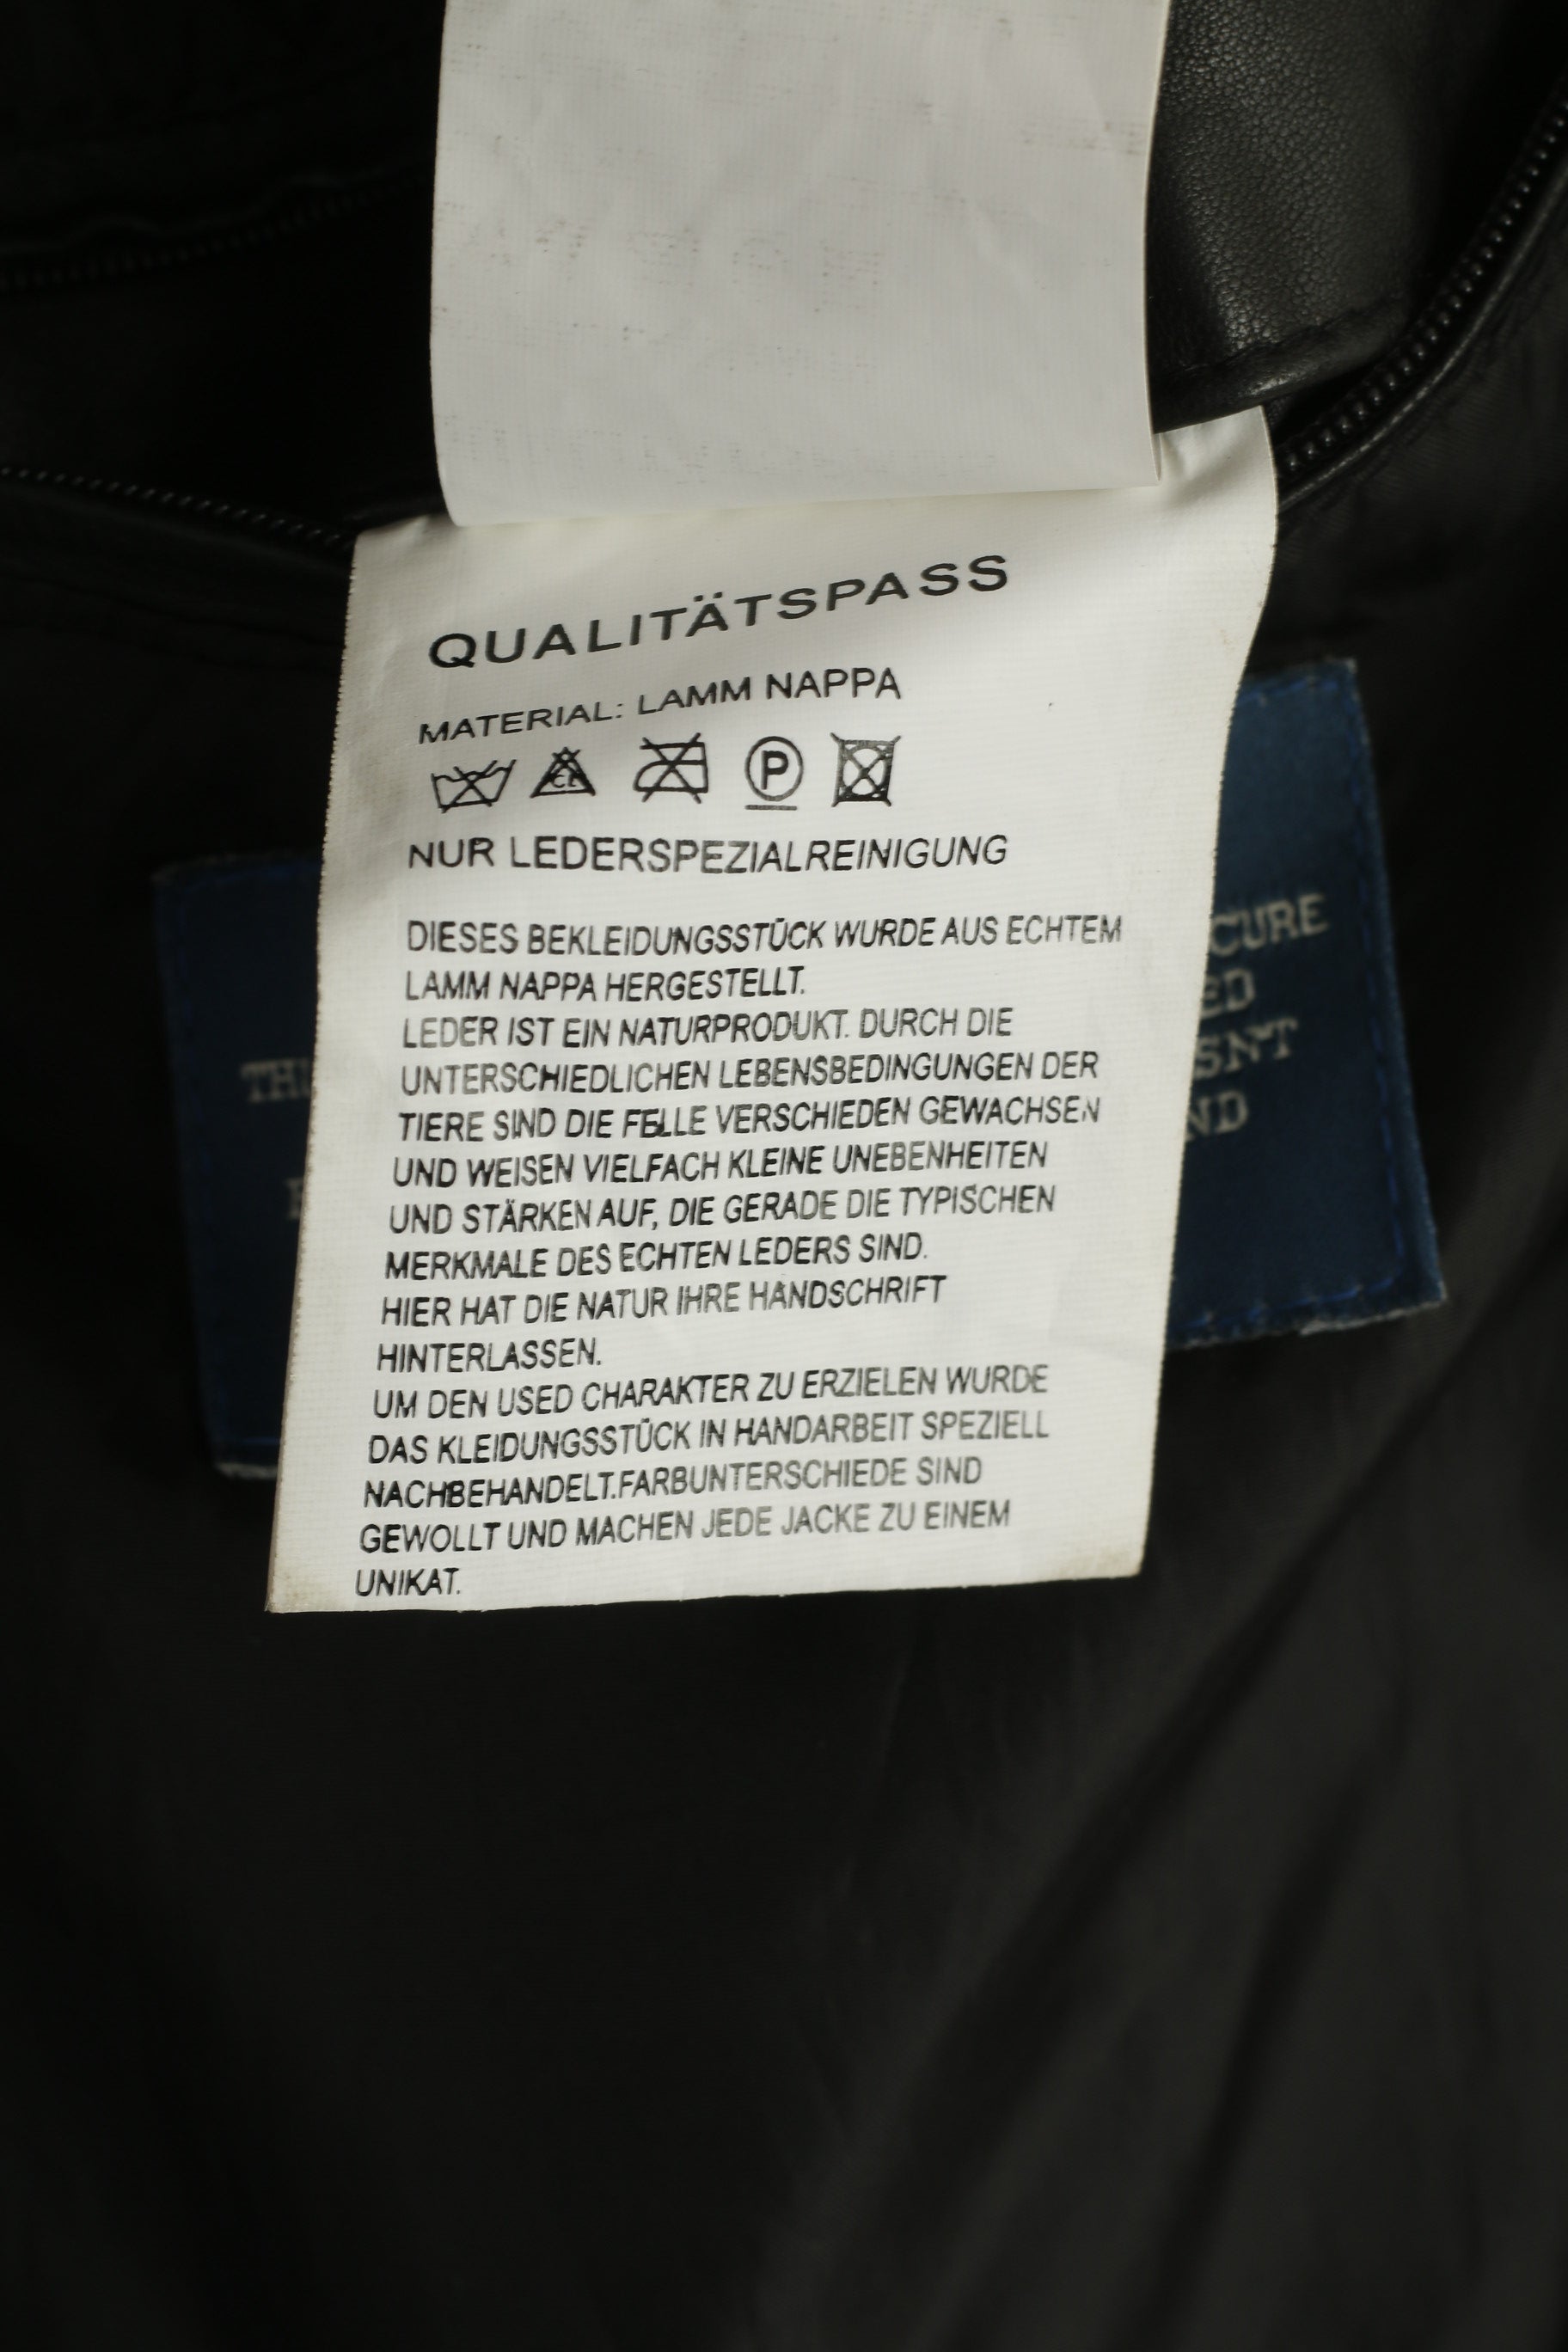 QUALITÄTSPASS
MATERIAL: LAMM NAPPA
CL
P
NUR LEDERSPEZIALREINIGUNG
DIESES BEKLEIDUNGSSTÜCK WURDE AUS ECHTEM
LAMM NAPPA HERGESTELLT.
LEDER IST EIN NATURPRODUKT. DURCH DIE
UNTERSCHIEDLICHEN LEBENSBEDINGUNGEN DER
TIERE SIND DIE FELLE VERSCHIEDEN GEWACHSEN
UND WEISEN VIELFACH KLEINE UNEBENHEITEN
UND STÄRKEN AUF, DIE GERADE DIE TYPISCHEN
MERKMALE DES ECHTEN LEDERS SIND.
HIER HAT DIE NATUR IHRE HANDSCHRIFT
HINTERLASSEN.
UM DEN USED CHARAKTER ZU ERZIELEN WURDE
DAS KLEIDUNGSSTÜCK IN HANDARBEIT SPEZIELL
NACHBEHANDELT.FARBUNTERSCHIEDE SIND
GEWOLLT UND MACHEN JEDE JACKE ZU EINEM
UNIKAT.